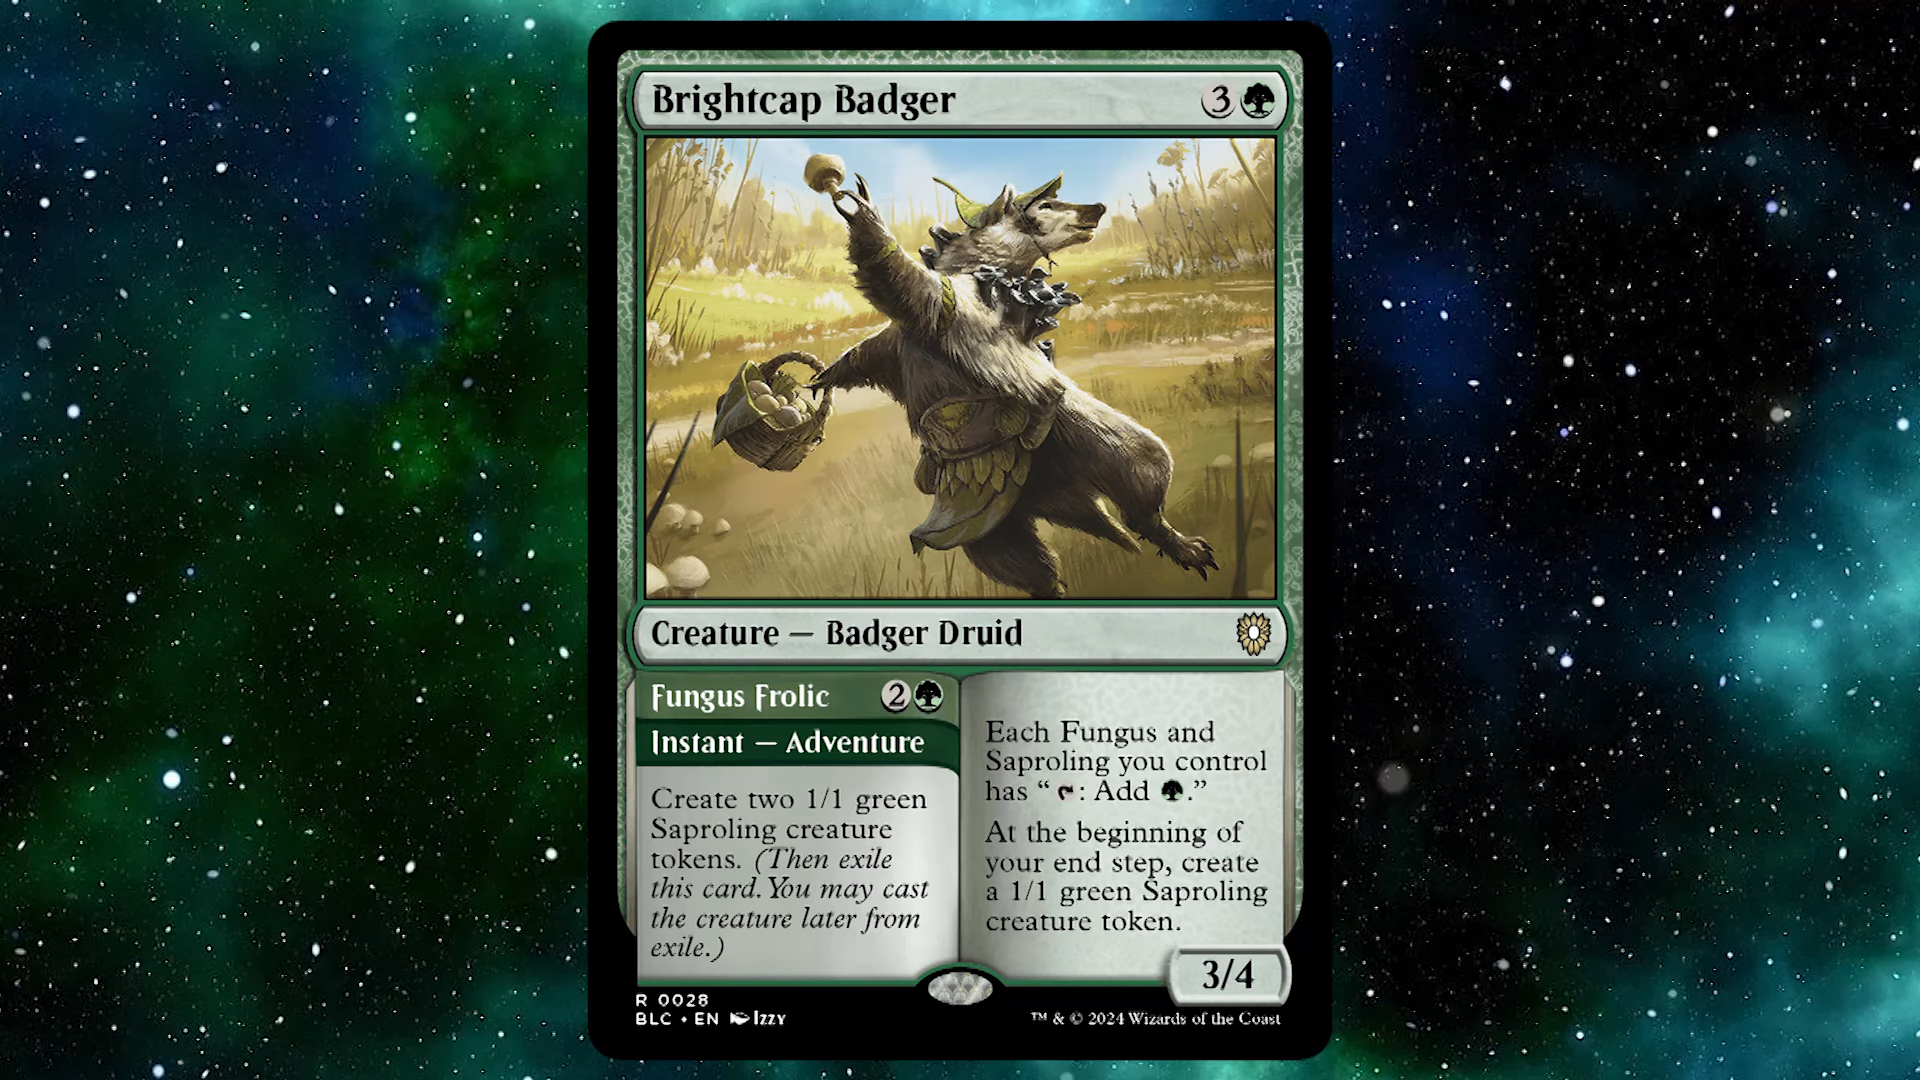 Brightcap Badger
3
Creature — Badger Druid
Fungus Frolic
2
Instant — Adventure
Create two 1/1 green
Saproling creature
tokens. (Then exile
this card. You may cast
the creature later from
exile.)
Each Fungus and
Saproling you control
has “ : Add .”
At the beginning of
your end step, create
a 1/1 green Saproling
creature token.
3/4
R 0028
BLC • EN Izzy
™ & © 2024 Wizards of the Coast